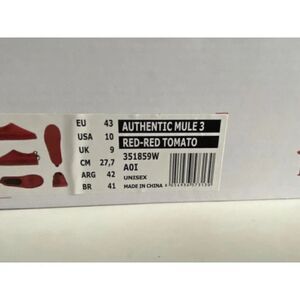 EU 43
USA 10
UK 9
CM 27,7
ARG 42
BR 41
AUTHENTIC MULE 3
RED-RED TOMATO
351859W
A0I
UNISEX
MADE IN CHINA